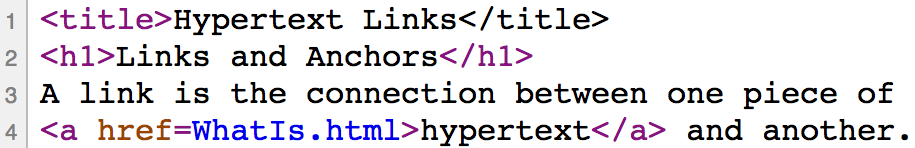 1 <title>Hypertext Links</title>
2 <h1>Links and Anchors</h1>
3 A link is the connection between one piece of
4 <a href=WhatIs.html>hypertext</a> and another.